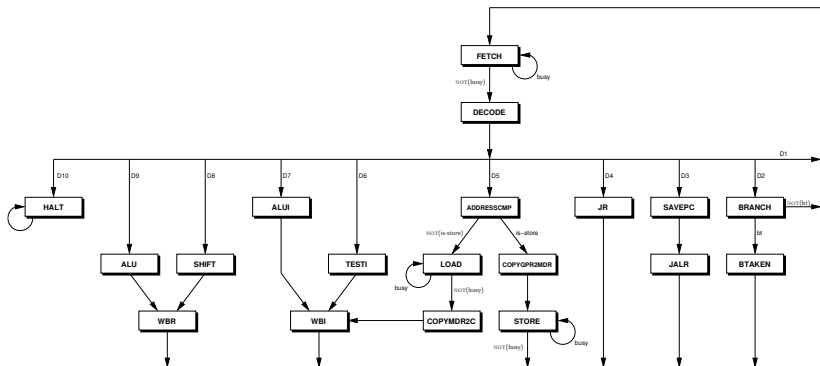 FETCH
busy
NOT(busy)
DECODE
D1
D10 D9 D8 D7 D6 D5 D4 D3 D2
HALT ALUI ADDRESSCMP JR SAVEPC BRANCH NOT(bt)
NOT(is-store) is-store bt
ALU SHIFT TESTI LOAD COPYGPR2MDR JALR BTAKEN
busy NOT(busy)
WBR WBI COPYMDR2C STORE
NOT(busy) busy